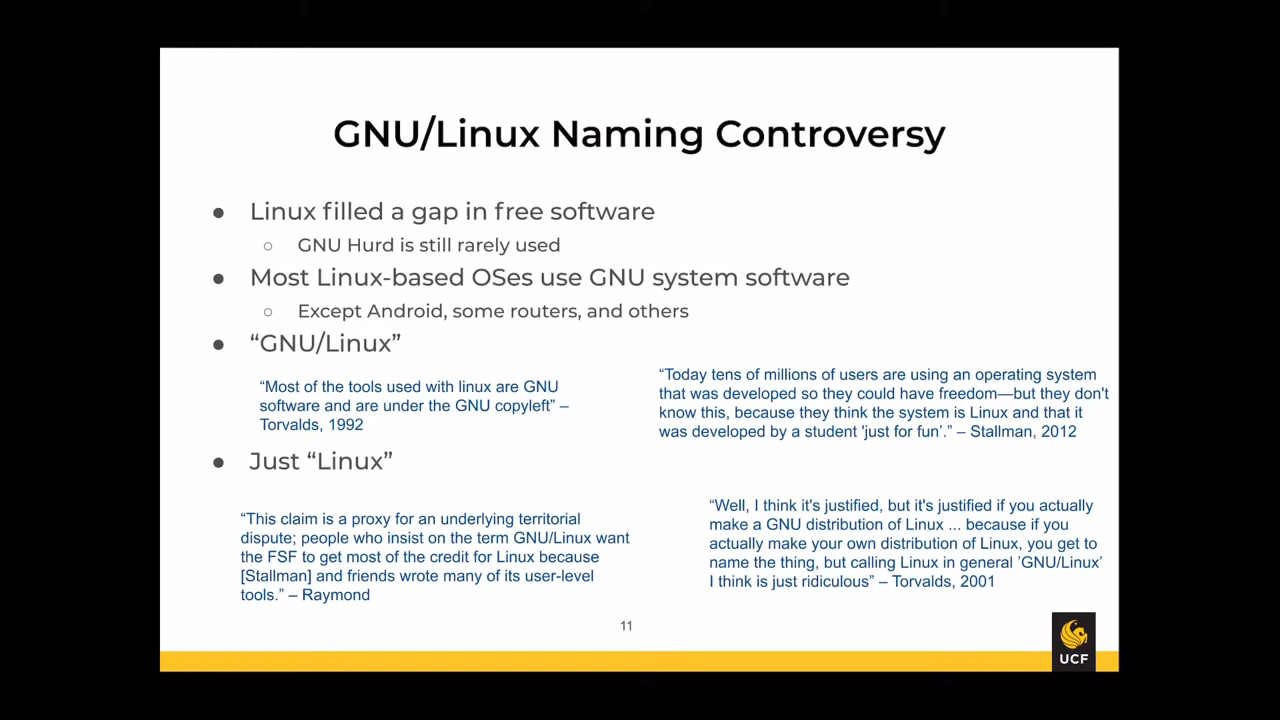 GNU/Linux Naming Controversy
● Linux filled a gap in free software
○ GNU Hurd is still rarely used
● Most Linux-based OSes use GNU system software
○ Except Android, some routers, and others
● “GNU/Linux”
“Most of the tools used with linux are GNU
software and are under the GNU copyleft” –
Torvalds, 1992
“Today tens of millions of users are using an operating system
that was developed so they could have freedom—but they don't
know this, because they think the system is Linux and that it
was developed by a student 'just for fun'.” – Stallman, 2012
● Just “Linux”
“This claim is a proxy for an underlying territorial
dispute; people who insist on the term GNU/Linux want
the FSF to get most of the credit for Linux because
[Stallman] and friends wrote many of its user-level
tools.” – Raymond
“Well, I think it's justified, but it's justified if you actually
make a GNU distribution of Linux ... because if you
actually make your own distribution of Linux, you get to
name the thing, but calling Linux in general 'GNU/Linux'
I think is just ridiculous” – Torvalds, 2001
11
UCF